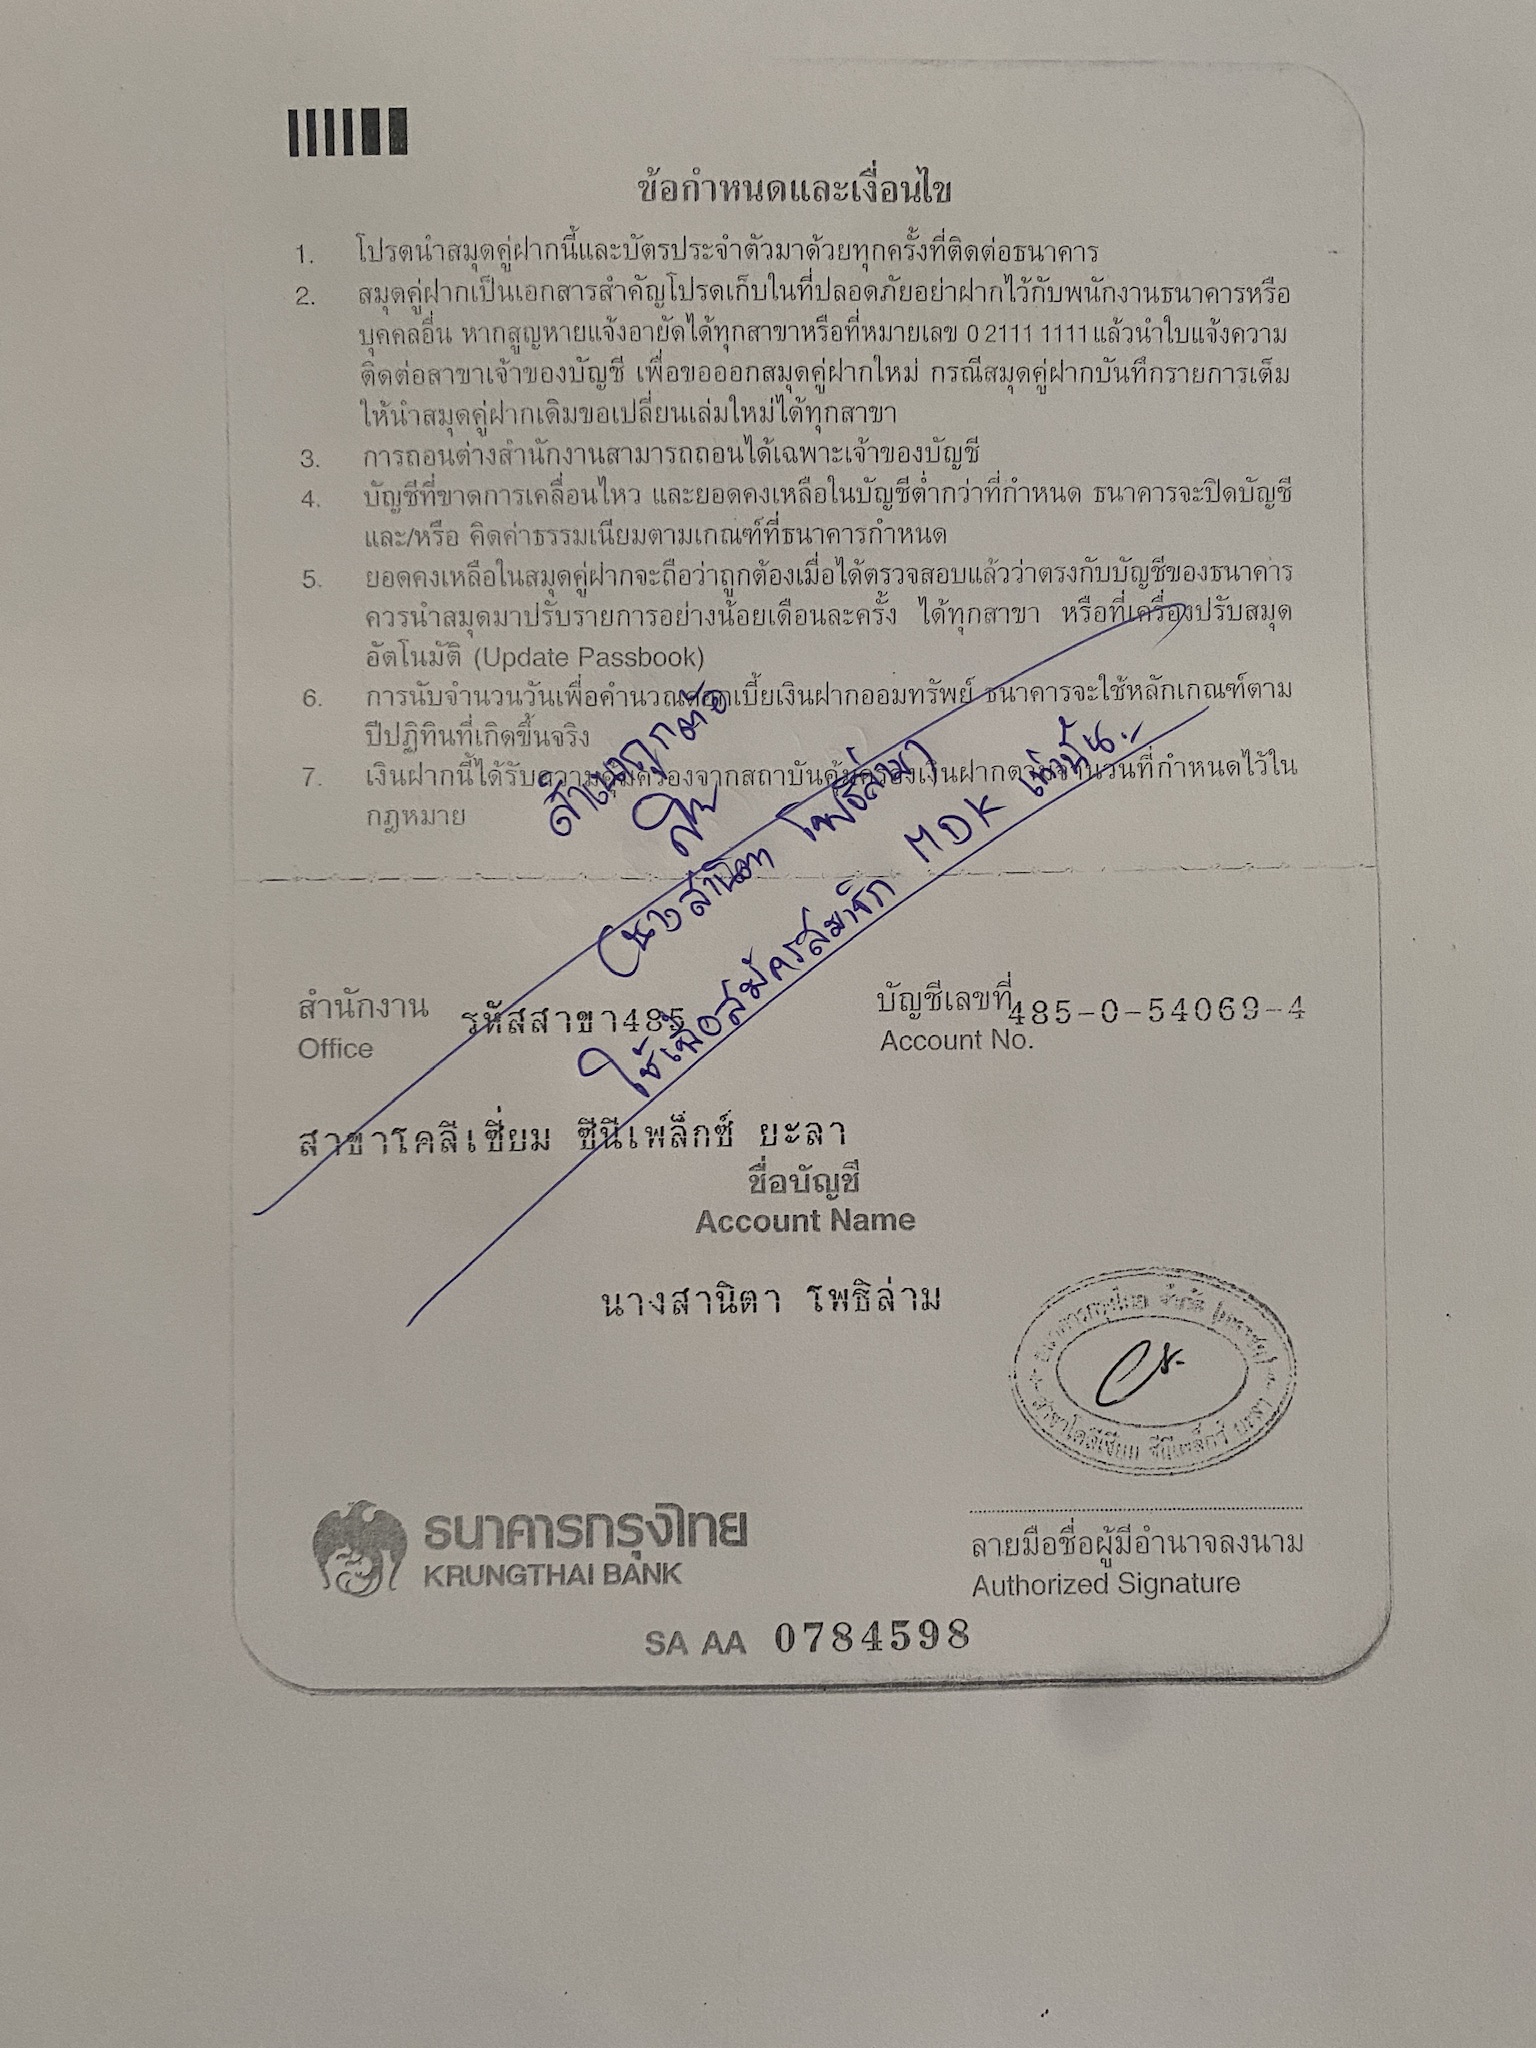 ข้อกำหนดและเงื่อนไข
1. โปรดนำสมุดคู่ฝากนี้และบัตรประจำตัวมาด้วยทุกครั้งที่ติดต่อธนาคาร
2. สมุดคู่ฝากเป็นเอกสารสำคัญโปรดเก็บในที่ปลอดภัยอย่าฝากไว้กับพนักงานธนาคารหรือ
บุคคลอื่น หากสูญหายแจ้งอายัดได้ทุกสาขาหรือที่หมายเลข 0 2111 1111 แล้วนำใบแจ้งความ
ติดต่อสาขาเจ้าของบัญชี เพื่อขอออกสมุดคู่ฝากใหม่ กรณีสมุดคู่ฝากบันทึกรายการเต็ม
ให้นำสมุดคู่ฝากเดิมขอเปลี่ยนเล่มใหม่ได้ทุกสาขา
3. การถอนต่างสำนักงานสามารถถอนได้เฉพาะเจ้าของบัญชี
4. บัญชีที่ขาดการเคลื่อนไหว และยอดคงเหลือในบัญชีต่ำกว่าที่กำหนด ธนาคารจะปิดบัญชี
และ/หรือ คิดค่าธรรมเนียมตามเกณฑ์ที่ธนาคารกำหนด
5. ยอดคงเหลือในสมุดคู่ฝากจะถือว่าถูกต้องเมื่อได้ตรวจสอบแล้วว่าตรงกับบัญชีของธนาคาร
ควรนำสมุดมาปรับรายการอย่างน้อยเดือนละครั้ง ได้ทุกสาขา หรือที่เครื่องปรับสมุด
อัตโนมัติ (Update Passbook)
6. การนับจำนวนวันเพื่อคำนวณดอกเบี้ยเงินฝากออมทรัพย์ ธนาคารจะใช้หลักเกณฑ์ตาม
ปีปฏิทินที่เกิดขึ้นจริง
7. เงินฝากนี้ได้รับความคุ้มครองจากสถาบันคุ้มครองเงินฝากตามจำนวนที่กำหนดไว้ใน
กฎหมาย
สำเนาถูกต้อง
(นางสานิตา โพธิ์ล่าม)
ใช้เพื่อสมัครสมาชิก MDK เท่านั้น
สำนักงาน รหัสสาขา485 บัญชีเลขที่ 485-0-54069-4
Office Account No.
สาขาโคลีเซี่ยม ซีนีเพล็กซ์ ยะลา
ชื่อบัญชี
Account Name
นางสานิตา โพธิล่าม
ธนาคารกรุงไทย จำกัด (มหาชน)
สาขาโคลีเซี่ยม ซีนีเพล็กซ์ ยะลา
ธนาคารกรุงไทย
KRUNGTHAI BANK
ลายมือชื่อผู้มีอำนาจลงนาม
Authorized Signature
SA AA 0784598